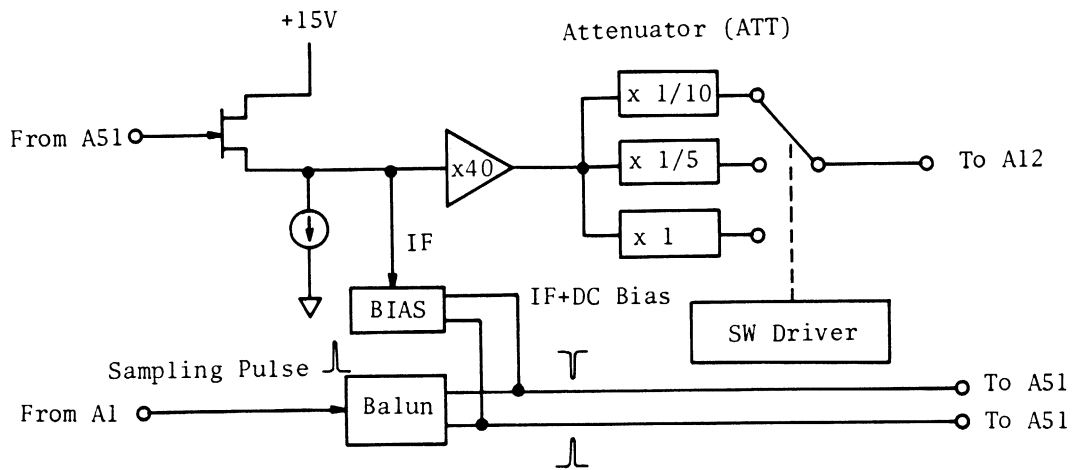 +15V
Attenuator (ATT)
From A51
x 1/10
x40
x 1/5
To A12
x 1
IF
BIAS
IF+DC Bias
SW Driver
Sampling Pulse
From A1
Balun
To A51
To A51